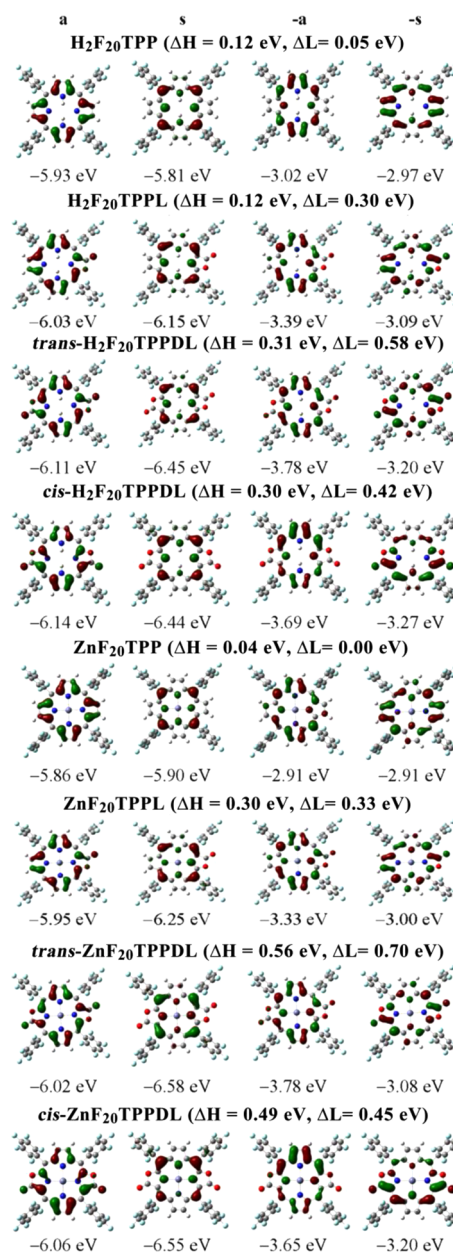 a s -a -s
H₂F₂₀TPP (ΔH = 0.12 eV, ΔL= 0.05 eV)
−5.93 eV −5.81 eV −3.02 eV −2.97 eV
H₂F₂₀TPPL (ΔH = 0.12 eV, ΔL= 0.30 eV)
−6.03 eV −6.15 eV −3.39 eV −3.09 eV
trans-H₂F₂₀TPPDL (ΔH = 0.31 eV, ΔL= 0.58 eV)
−6.11 eV −6.45 eV −3.78 eV −3.20 eV
cis-H₂F₂₀TPPDL (ΔH = 0.30 eV, ΔL= 0.42 eV)
−6.14 eV −6.44 eV −3.69 eV −3.27 eV
ZnF₂₀TPP (ΔH = 0.04 eV, ΔL= 0.00 eV)
−5.86 eV −5.90 eV −2.91 eV −2.91 eV
ZnF₂₀TPPL (ΔH = 0.30 eV, ΔL= 0.33 eV)
−5.95 eV −6.25 eV −3.33 eV −3.00 eV
trans-ZnF₂₀TPPDL (ΔH = 0.56 eV, ΔL= 0.70 eV)
−6.02 eV −6.58 eV −3.78 eV −3.08 eV
cis-ZnF₂₀TPPDL (ΔH = 0.49 eV, ΔL= 0.45 eV)
−6.06 eV −6.55 eV −3.65 eV −3.20 eV